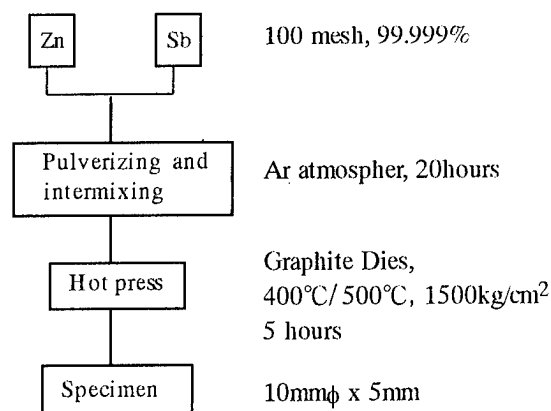 Zn Sb 100 mesh, 99.999%
Pulverizing and
intermixing
Ar atmospher, 20hours
Hot press
Graphite Dies,
400℃/ 500℃, 1500kg/cm²
5 hours
Specimen 10mmϕ x 5mm